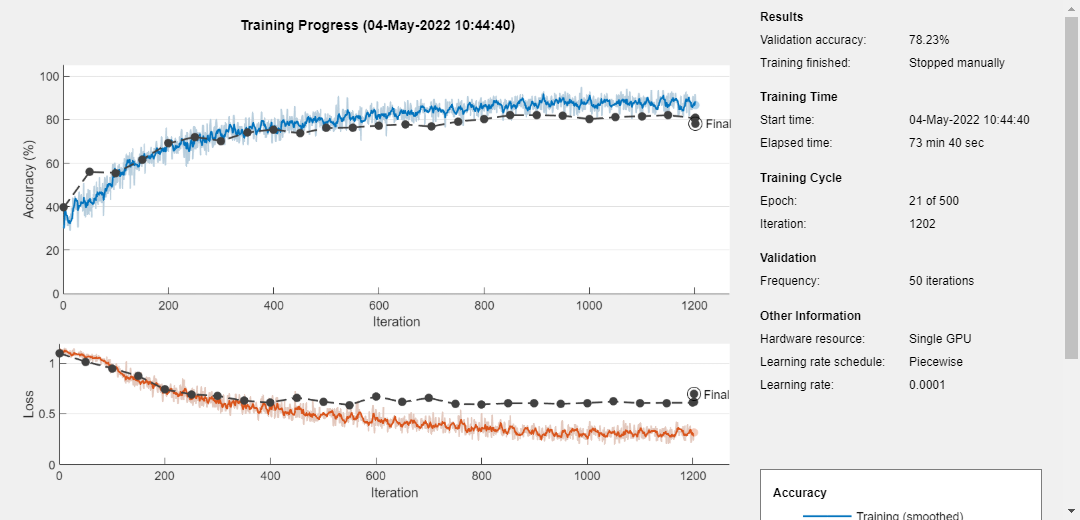 Training Progress (04-May-2022 10:44:40)
100
80
60
40
20
0
Accuracy (%)
Final
0 200 400 600 800 1000 1200
Iteration
1
0.5
0
Loss
Final
0 200 400 600 800 1000 1200
Iteration
Results
Validation accuracy: 78.23%
Training finished: Stopped manually
Training Time
Start time: 04-May-2022 10:44:40
Elapsed time: 73 min 40 sec
Training Cycle
Epoch: 21 of 500
Iteration: 1202
Validation
Frequency: 50 iterations
Other Information
Hardware resource: Single GPU
Learning rate schedule: Piecewise
Learning rate: 0.0001
Accuracy
Training (smoothed)